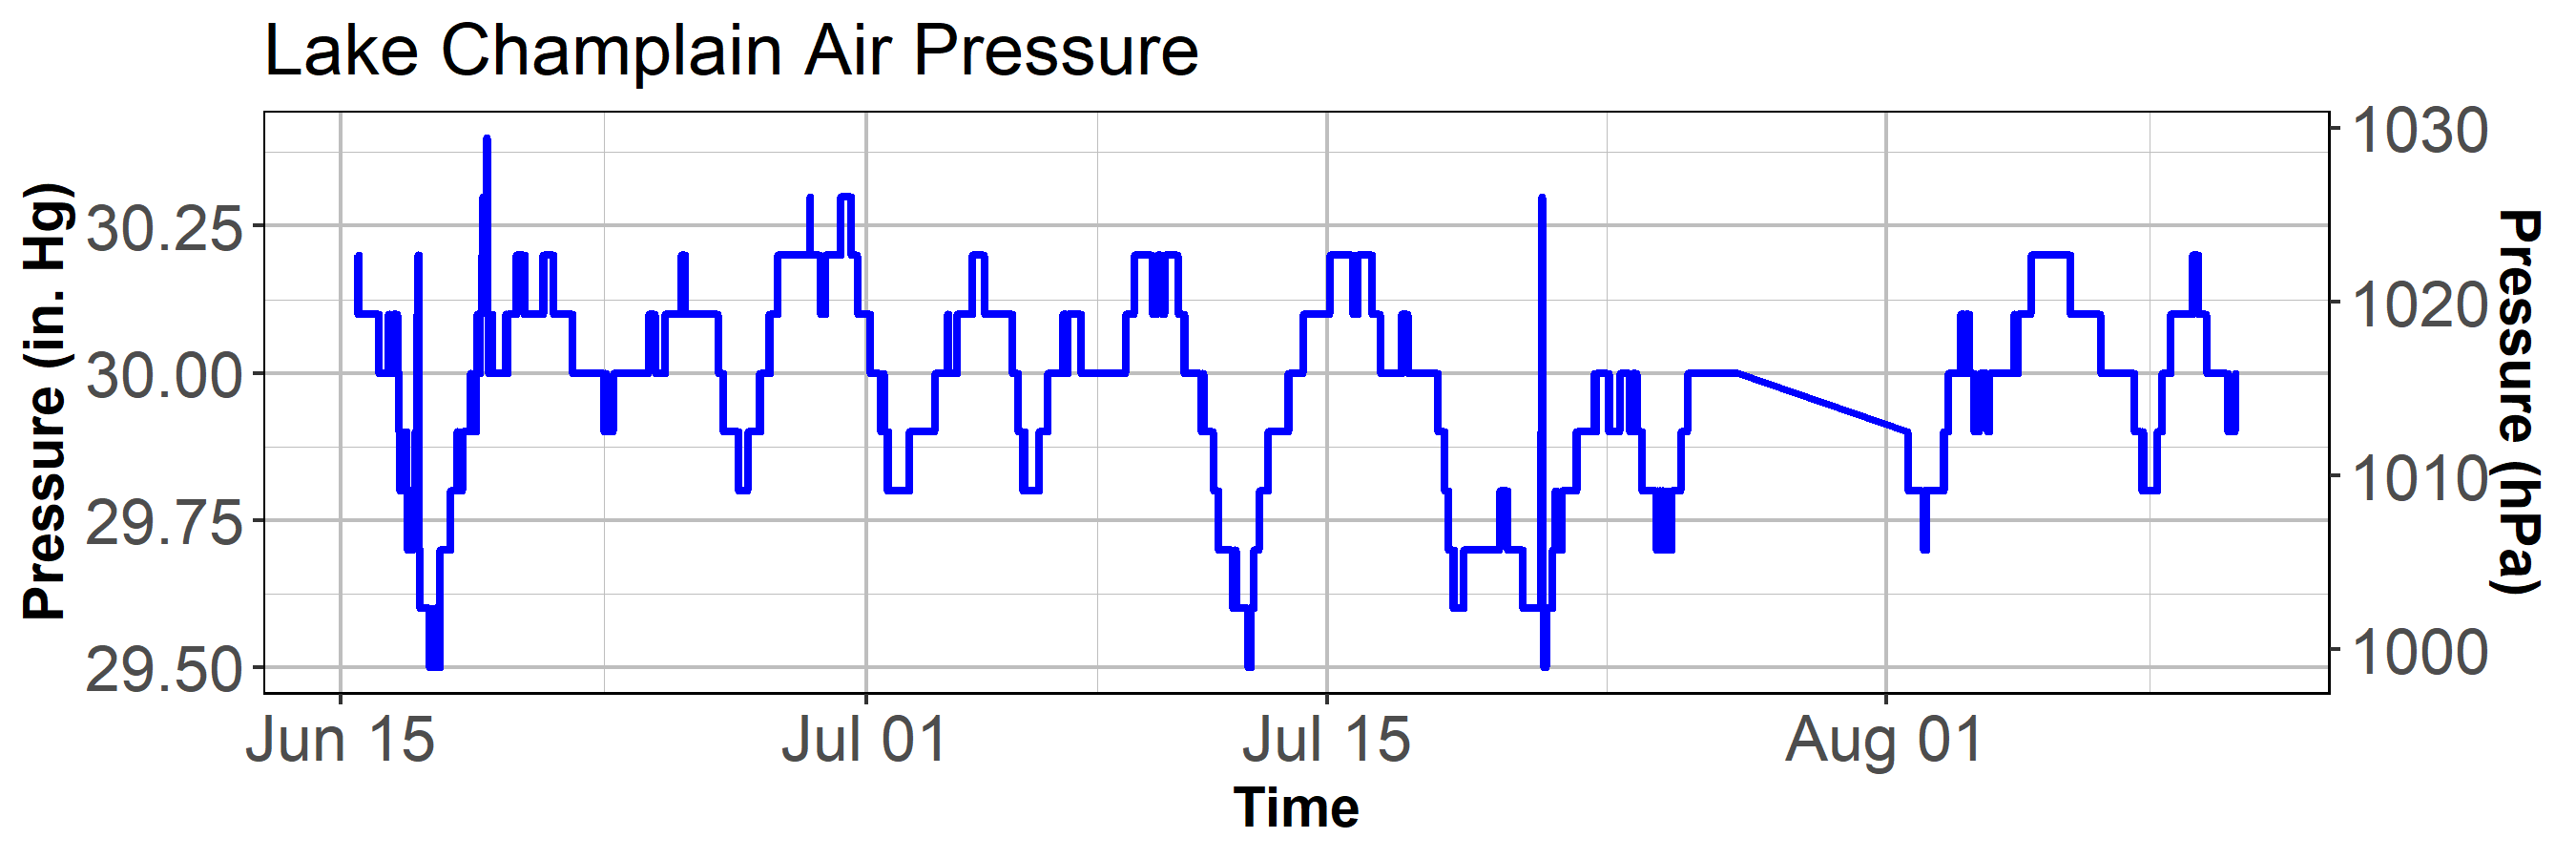 Lake Champlain Air Pressure
Pressure (in. Hg)
30.25
30.00
29.75
29.50
1030
1020
1010
1000
Pressure (hPa)
Jun 15
Jul 01
Jul 15
Aug 01
Time